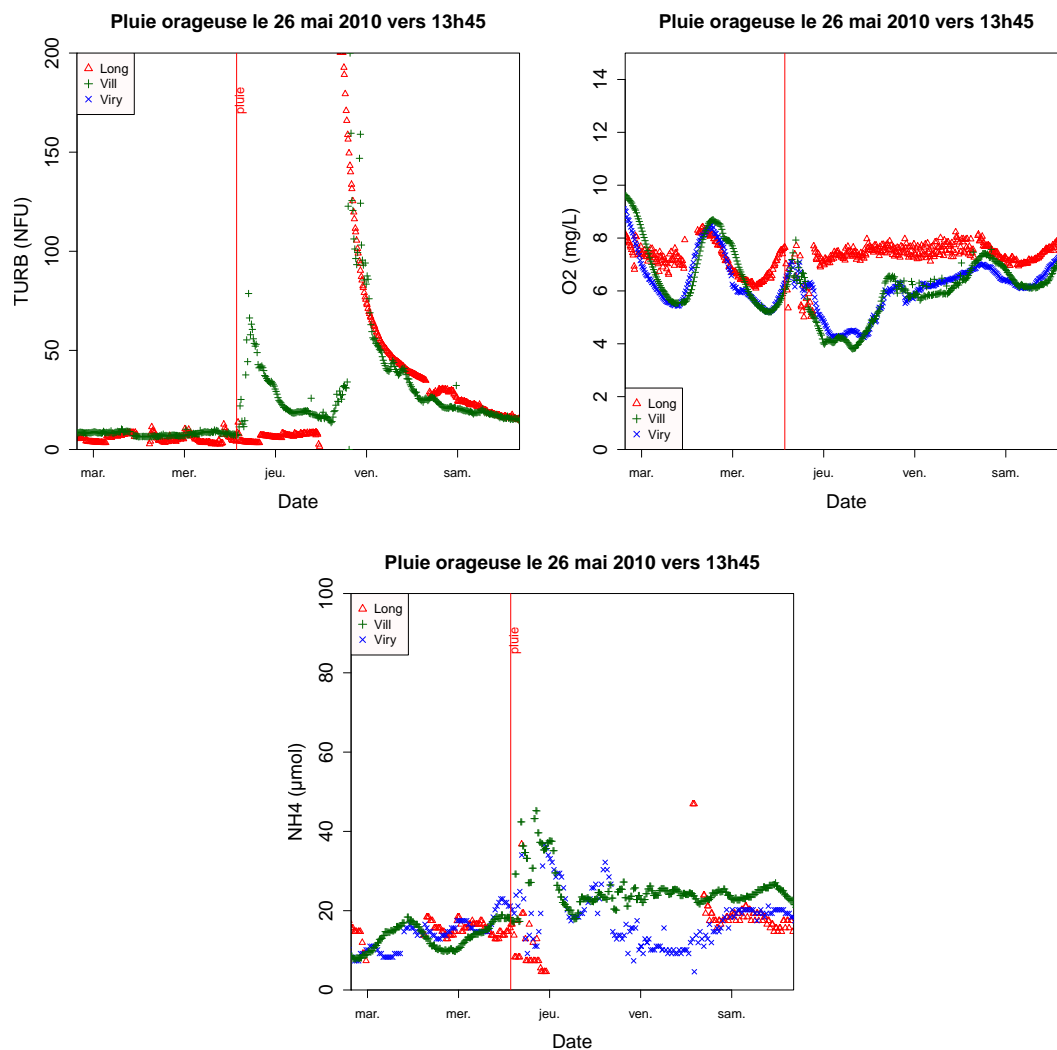 Pluie orageuse le 26 mai 2010 vers 13h45
TURB (NFU)
200
150
100
50
0
Long
Vill
Viry
pluie
mar. mer. jeu. ven. sam.
Date
Pluie orageuse le 26 mai 2010 vers 13h45
O2 (mg/L)
14
12
10
8
6
4
2
0
Long
Vill
Viry
mar. mer. jeu. ven. sam.
Date
Pluie orageuse le 26 mai 2010 vers 13h45
NH4 (µmol)
100
80
60
40
20
0
Long
Vill
Viry
pluie
mar. mer. jeu. ven. sam.
Date